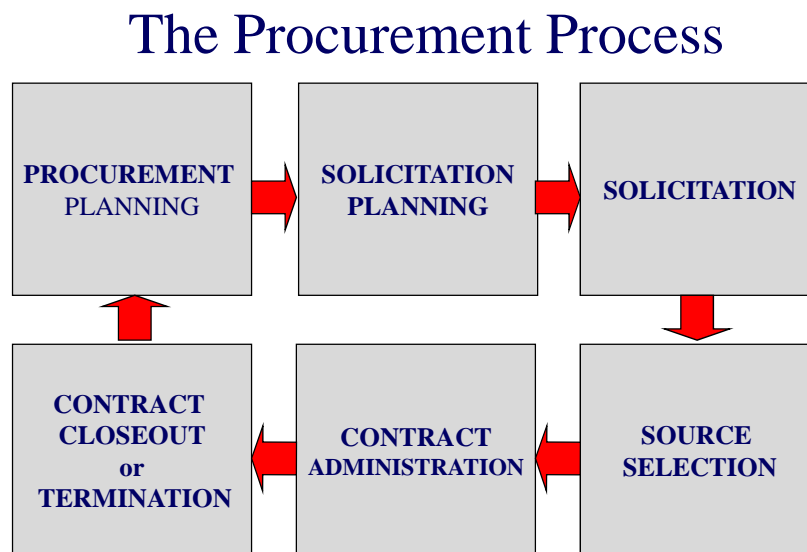 The Procurement Process
PROCUREMENT
PLANNING
SOLICITATION
PLANNING
SOLICITATION
CONTRACT
CLOSEOUT
or
TERMINATION
CONTRACT
ADMINISTRATION
SOURCE
SELECTION